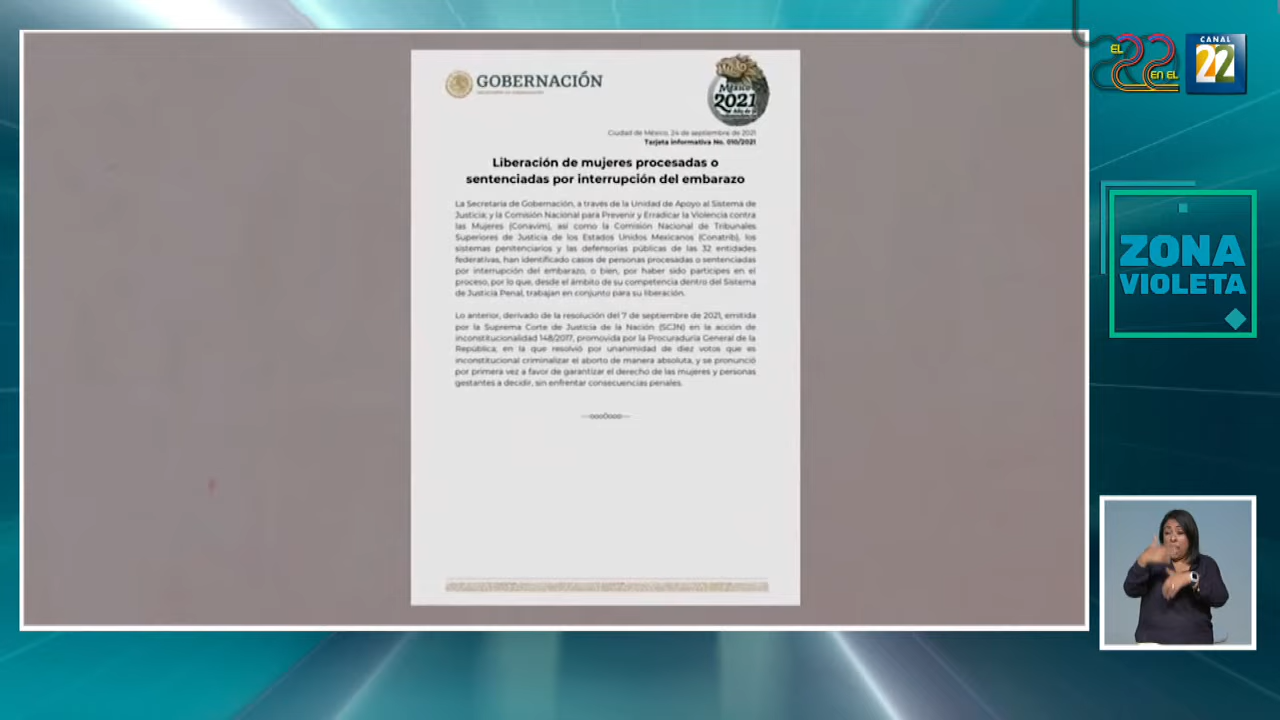 GOBERNACIÓN
México
2021
Ciudad de México, 24 de septiembre de 2021
Tarjeta informativa No. 010/2021
Liberación de mujeres procesadas o
sentenciadas por interrupción del embarazo
La Secretaría de Gobernación, a través de la Unidad de Apoyo al Sistema de
Justicia; y la Comisión Nacional para Prevenir y Erradicar la Violencia contra
las Mujeres (Conavim), así como la Comisión Nacional de Tribunales
Superiores de Justicia de los Estados Unidos Mexicanos (Conatrib), los
sistemas penitenciarios y las defensorías públicas de las 32 entidades
federativas, han identificado casos de personas procesadas o sentenciadas
por interrupción del embarazo, o bien, por haber sido partícipes en el
proceso, por lo que, desde el ámbito de su competencia dentro del Sistema
de Justicia Penal, trabajan en conjunto para su liberación.
Lo anterior, derivado de la resolución del 7 de septiembre de 2021, emitida
por la Suprema Corte de Justicia de la Nación (SCJN) en la acción de
inconstitucionalidad 148/2017, promovida por la Procuraduría General de la
República; en la que resolvió por unanimidad de diez votos que es
inconstitucional criminalizar el aborto de manera absoluta, y se pronunció
por primera vez a favor de garantizar el derecho de las mujeres y personas
gestantes a decidir, sin enfrentar consecuencias penales.
---oooO0ooo---
EL 22 EN EL
CANAL
22
ZONA
VIOLETA